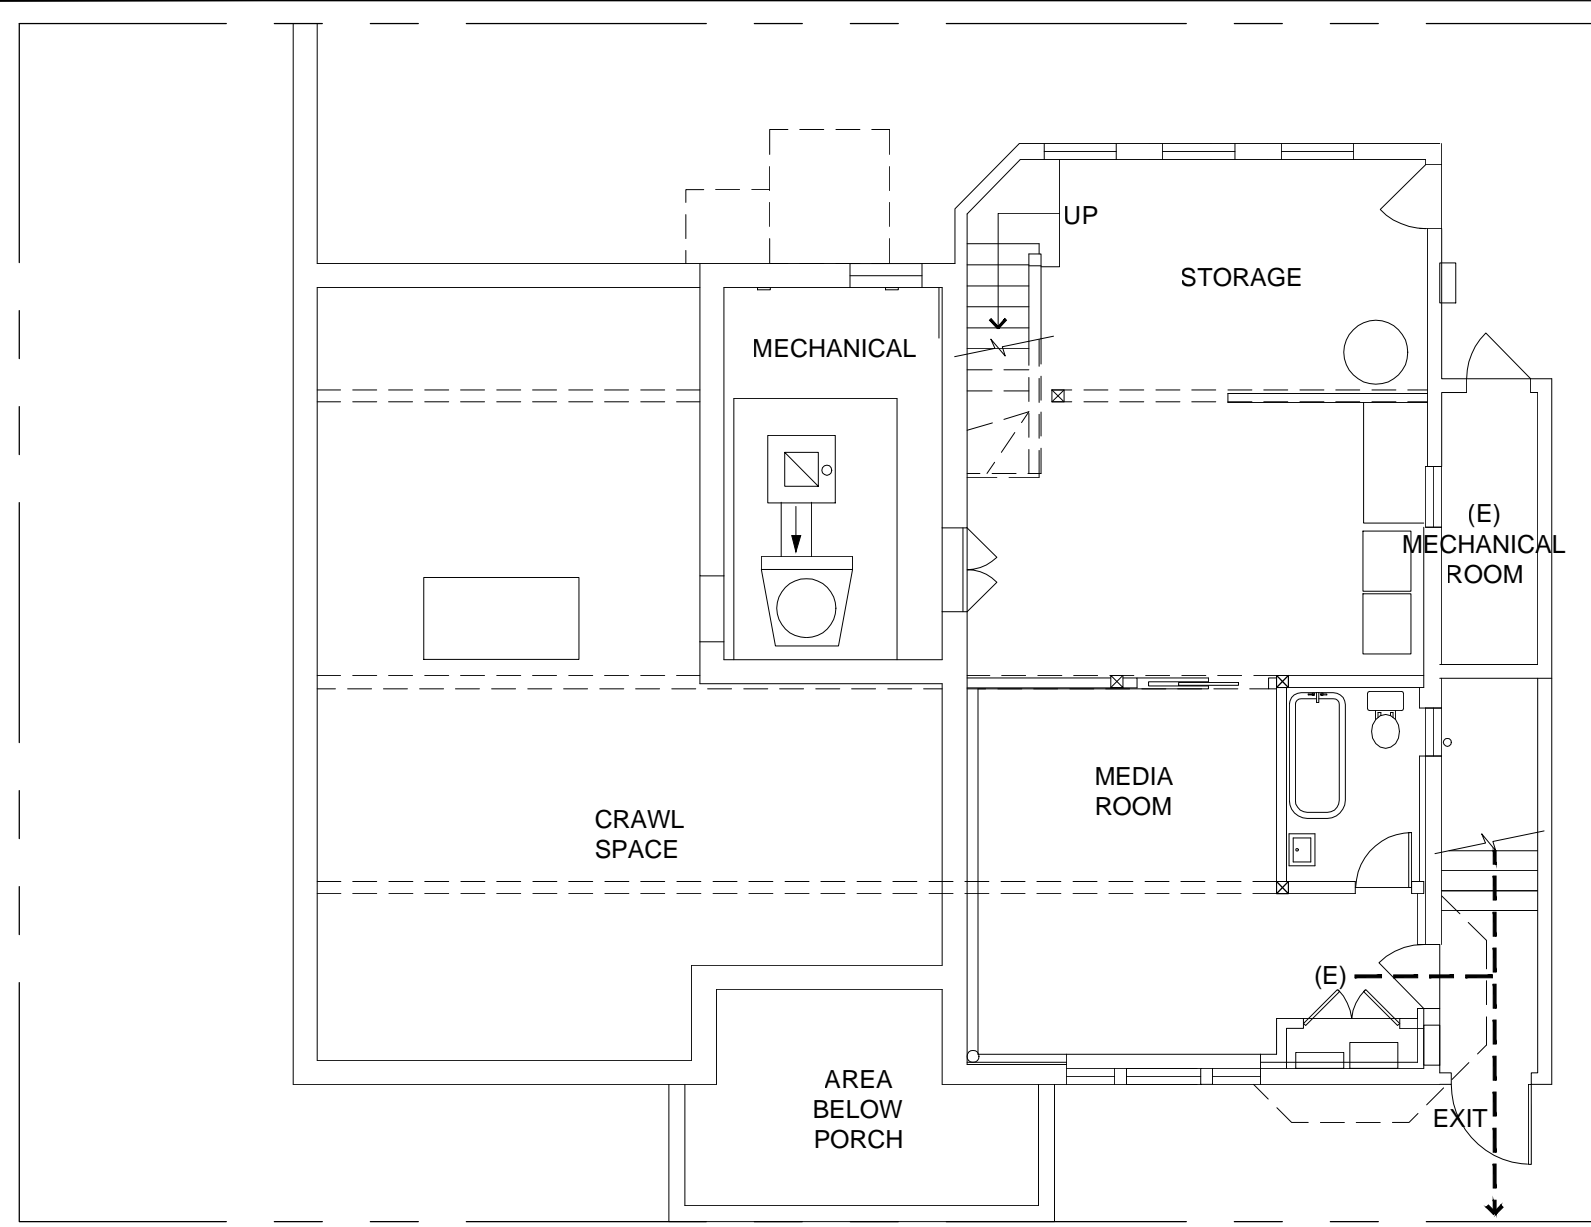 UP
STORAGE
MECHANICAL
(E)
MECHANICAL
ROOM
MEDIA
ROOM
CRAWL
SPACE
(E)
AREA
BELOW
PORCH
EXIT